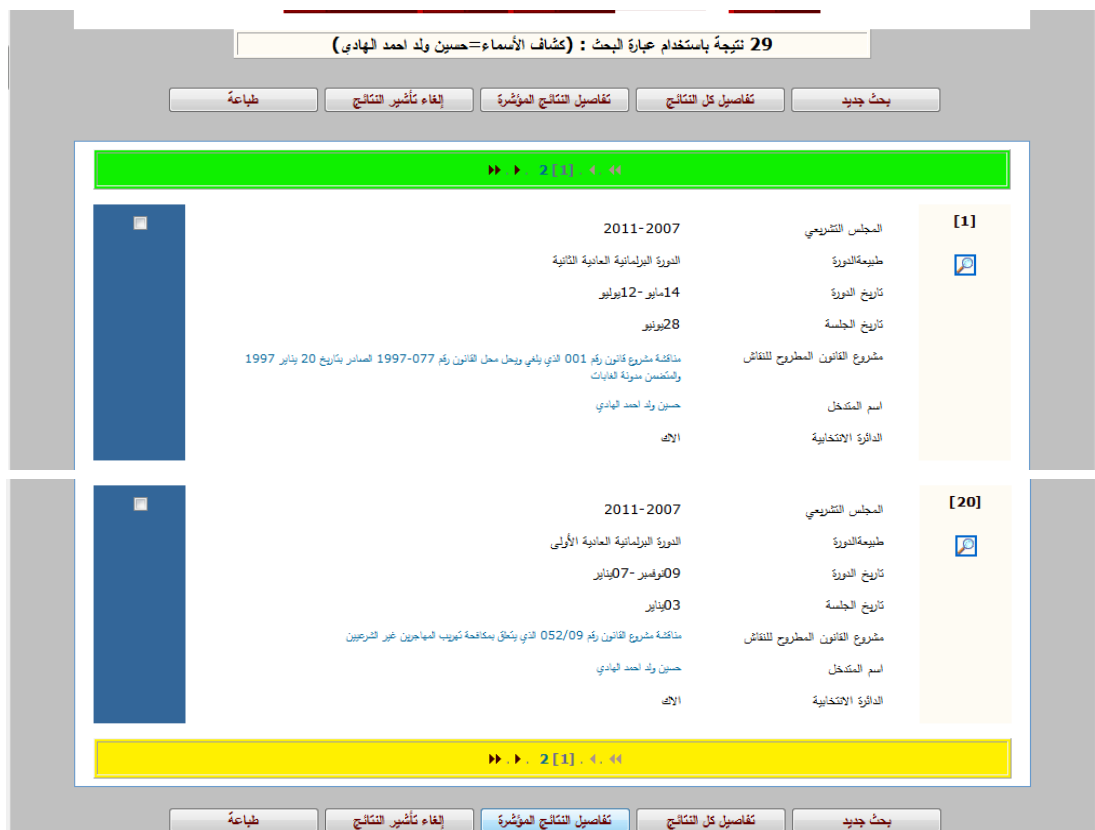 29 نتيجة باستخدام عبارة البحث : (كشاف الأسماء=حسين ولد احمد الهادي)
بحث جديد
تفاصيل كل النتائج
تفاصيل النتائج المؤشرة
إلغاء تأشير النتائج
طباعة
[1] 2
[1]
المجلس التشريعي 2007-2011
طبيعةالدورة الدورة البرلمانية العادية الثانية
تاريخ الدورة 14مايو -12يوليو
تاريخ الجلسة 28يونيو
مشروع القانون المطروح للنقاش مناقشة مشروع قانون رقم 001 الذي يلغي ويحل محل القانون رقم 077-1997 الصادر بتاريخ 20 يناير 1997
والمتضمن مدونة الغابات
اسم المتدخل حسين ولد احمد الهادي
الدائرة الانتخابية الاك
[20]
المجلس التشريعي 2007-2011
طبيعةالدورة الدورة البرلمانية العادية الأولى
تاريخ الدورة 09نوفمبر -07يناير
تاريخ الجلسة 03يناير
مشروع القانون المطروح للنقاش مناقشة مشروع القانون رقم 052/09 الذي يتعلق بمكافحة تهريب المهاجرين غير الشرعيين
اسم المتدخل حسين ولد احمد الهادي
الدائرة الانتخابية الاك
[1] 2
بحث جديد
تفاصيل كل النتائج
تفاصيل النتائج المؤشرة
إلغاء تأشير النتائج
طباعة